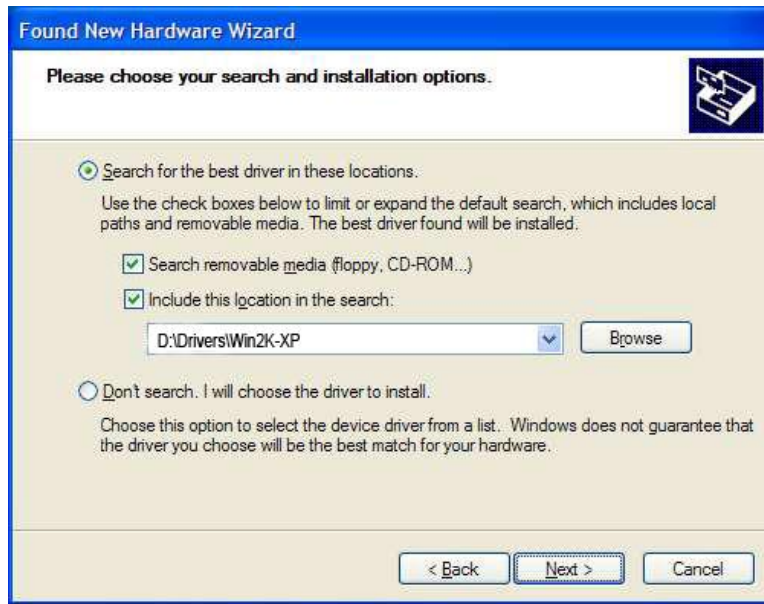 Found New Hardware Wizard
Please choose your search and installation options.
Search for the best driver in these locations.
Use the check boxes below to limit or expand the default search, which includes local
paths and removable media. The best driver found will be installed.
Search removable media (floppy, CD-ROM...)
Include this location in the search:
D:\Drivers\Win2K-XP
Browse
Don't search. I will choose the driver to install.
Choose this option to select the device driver from a list. Windows does not guarantee that
the driver you choose will be the best match for your hardware.
< Back Next > Cancel